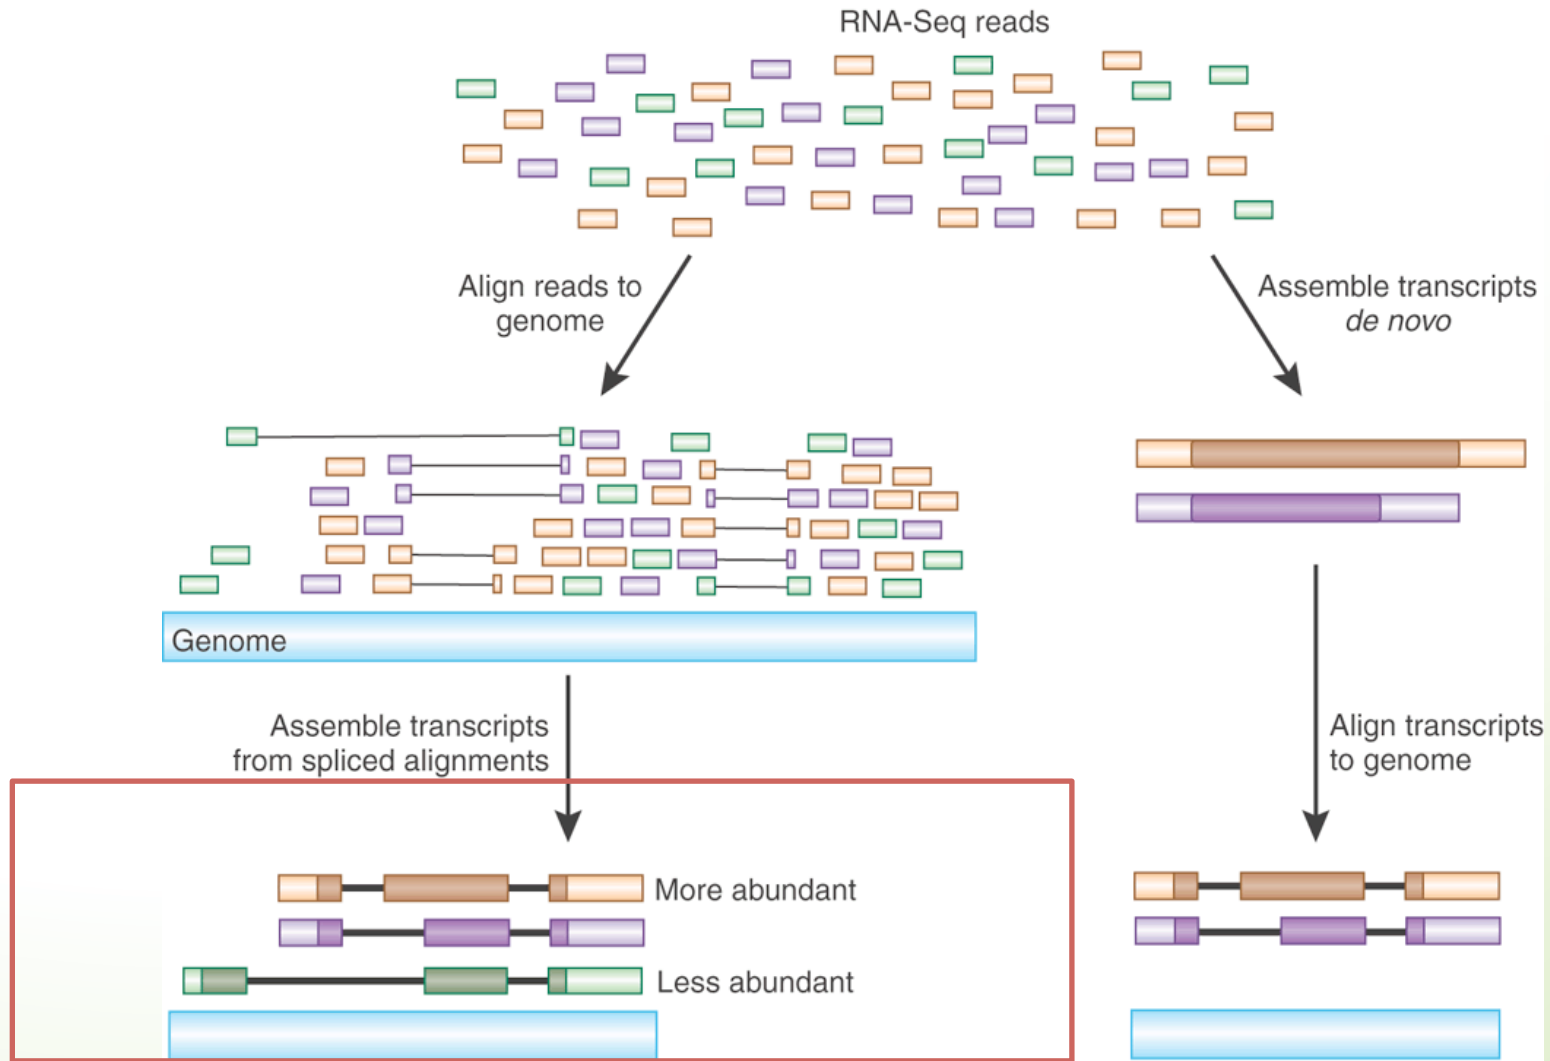 RNA-Seq reads
Align reads to
genome
Assemble transcripts
de novo
Genome
Assemble transcripts
from spliced alignments
Align transcripts
to genome
More abundant
Less abundant